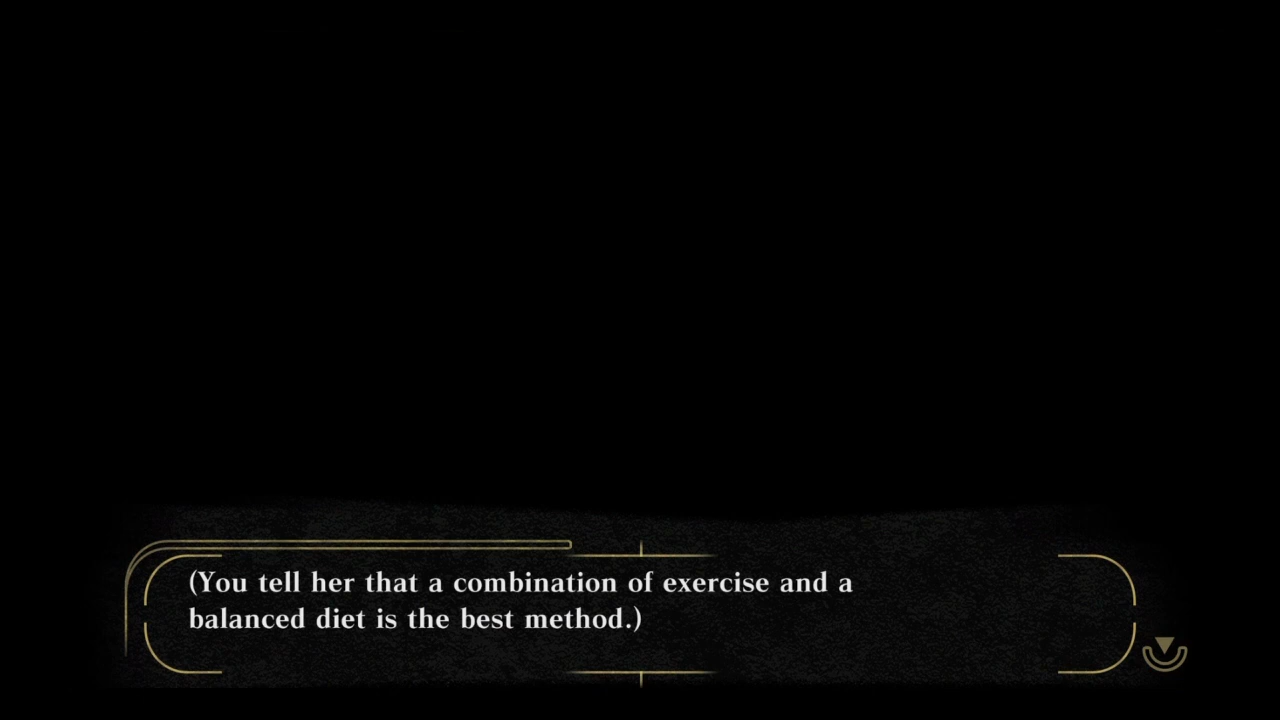 (You tell her that a combination of exercise and a
balanced diet is the best method.)